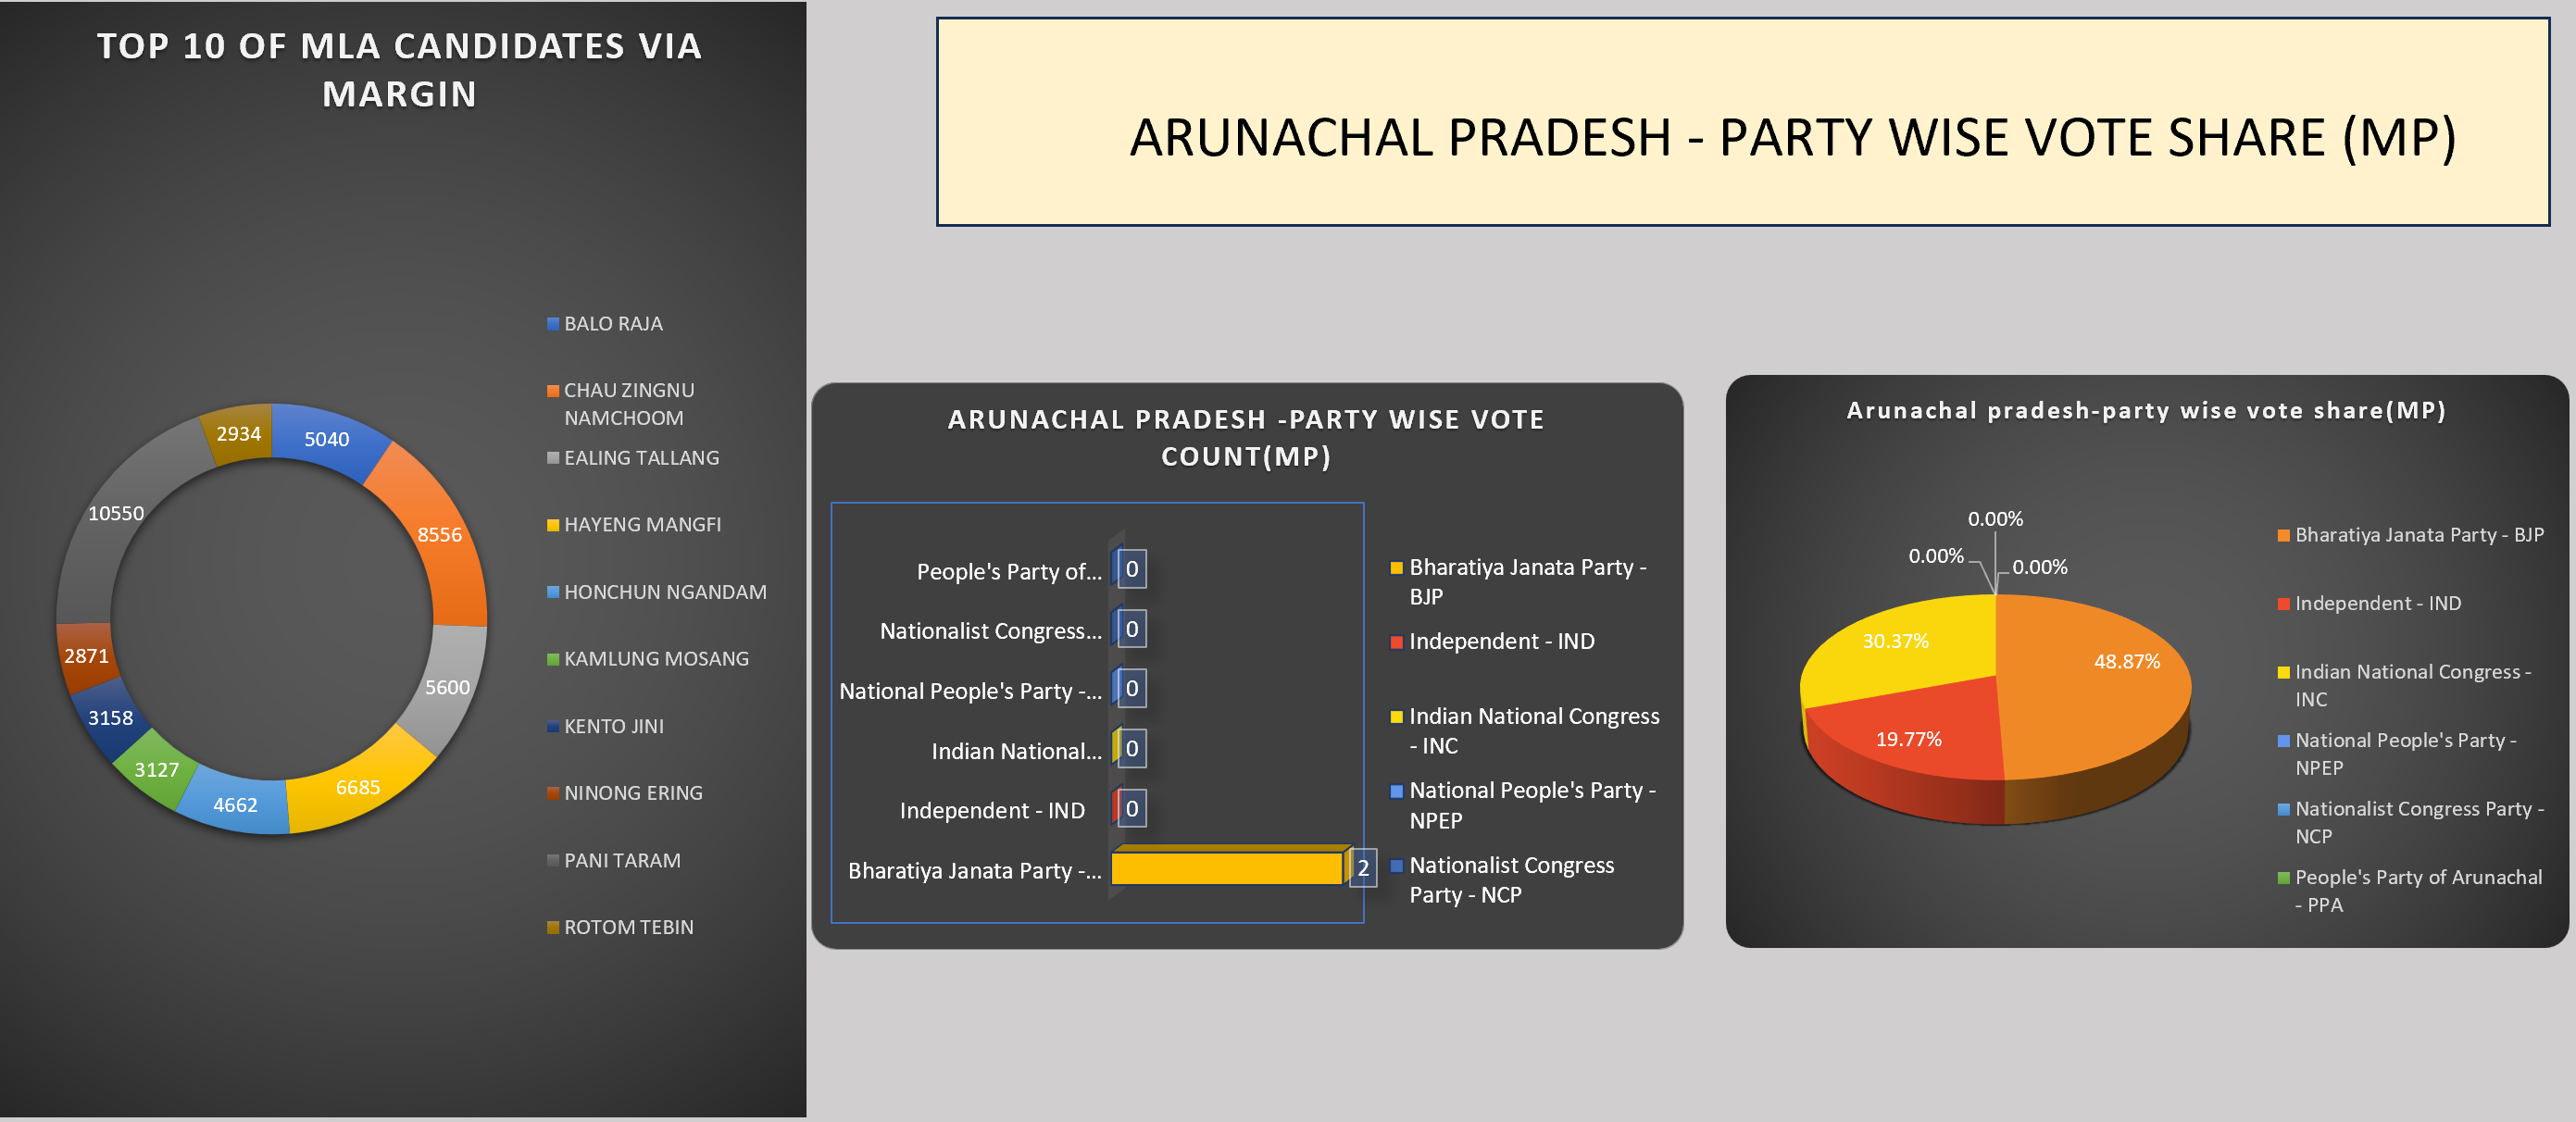 TOP 10 OF MLA CANDIDATES VIA
MARGIN
5040
8556
5600
6685
4662
3127
3158
2871
10550
2934
BALO RAJA
CHAU ZINGNU
NAMCHOOM
EALING TALLANG
HAYENG MANGFI
HONCHUN NGANDAM
KAMLUNG MOSANG
KENTO JINI
NINONG ERING
PANI TARAM
ROTOM TEBIN
ARUNACHAL PRADESH - PARTY WISE VOTE SHARE (MP)
ARUNACHAL PRADESH -PARTY WISE VOTE
COUNT(MP)
People's Party of... 0
Nationalist Congress... 0
National People's Party -... 0
Indian National... 0
Independent - IND 0
Bharatiya Janata Party -... 2
Bharatiya Janata Party -
BJP
Independent - IND
Indian National Congress
- INC
National People's Party -
NPEP
Nationalist Congress
Party - NCP
Arunachal pradesh-party wise vote share(MP)
0.00%
0.00%
0.00%
30.37%
48.87%
19.77%
Bharatiya Janata Party - BJP
Independent - IND
Indian National Congress -
INC
National People's Party -
NPEP
Nationalist Congress Party -
NCP
People's Party of Arunachal
- PPA